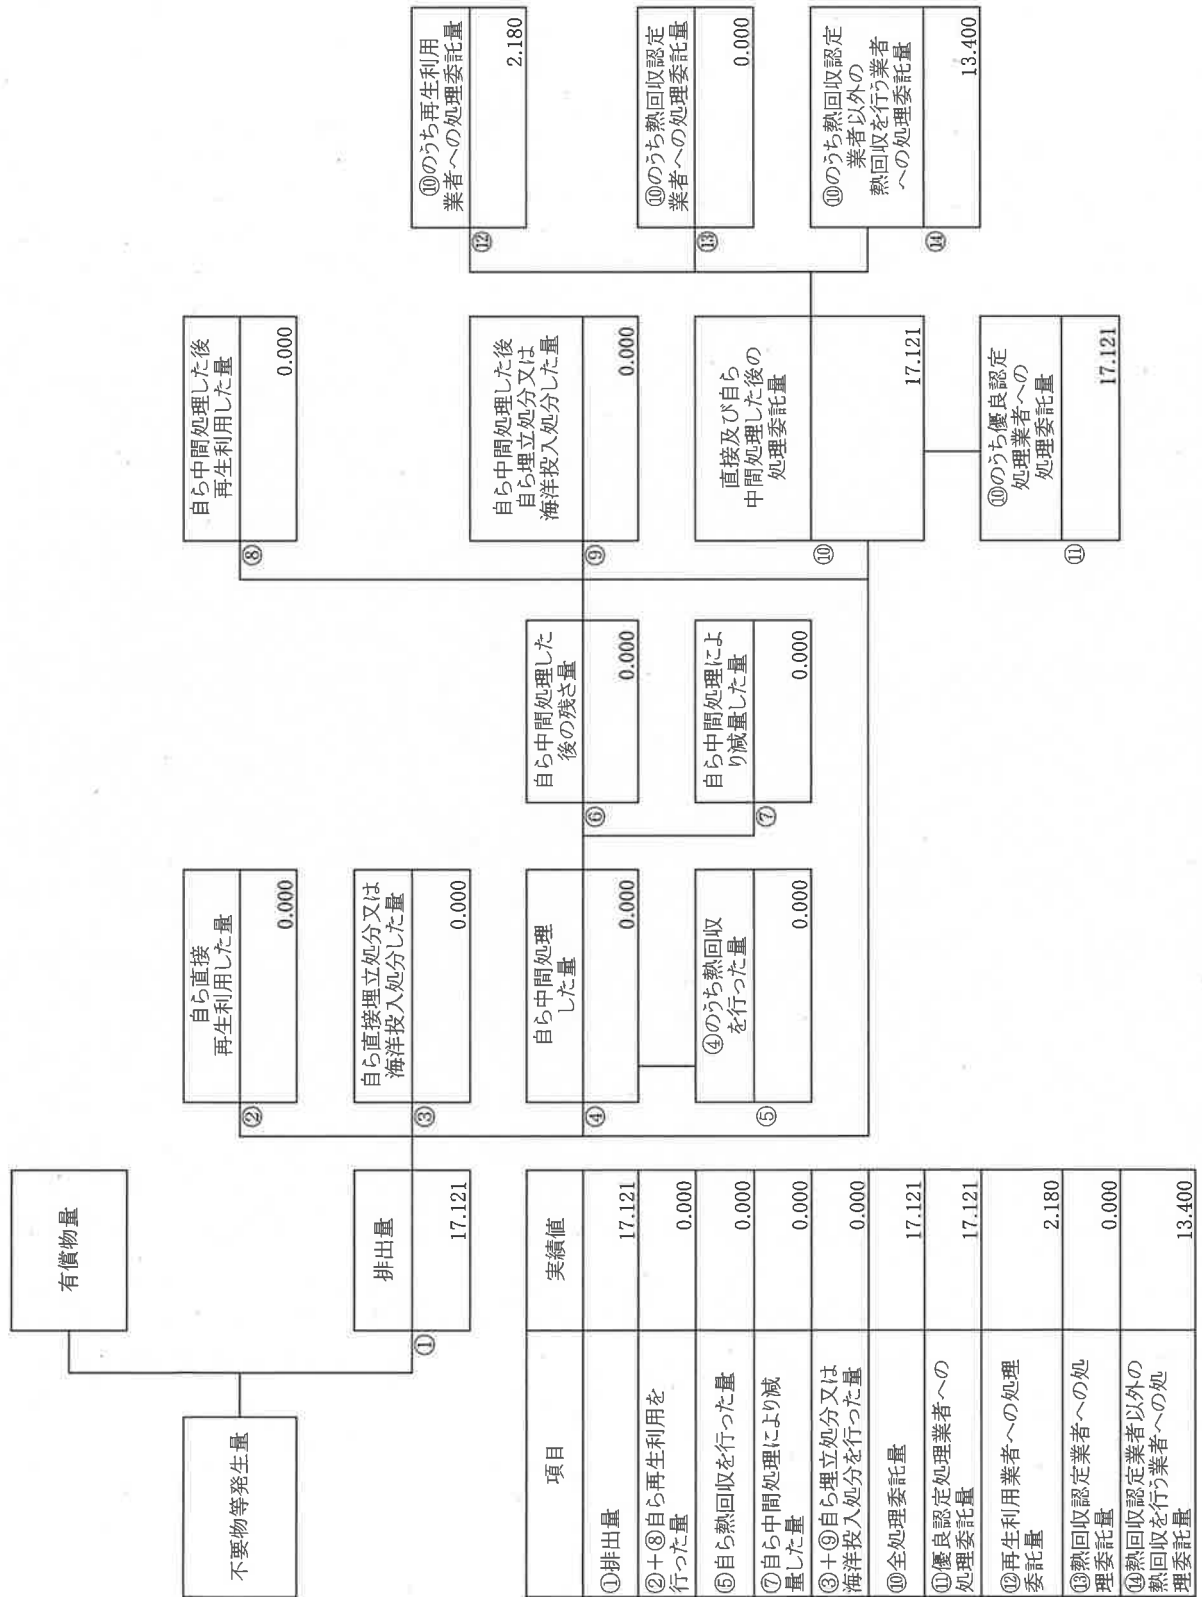 不要物等発生量
有償物量
①
排出量
17.121
②
自ら直接
再生利用した量
0.000
③
自ら直接埋立処分又は
海洋投入処分した量
0.000
④
自ら中間処理
した量
0.000
⑤
④のうち熱回収
を行った量
0.000
⑥
自ら中間処理した
後の残さ量
0.000
⑦
自ら中間処理によ
り減量した量
0.000
⑧
自ら中間処理した後
再生利用した量
0.000
⑨
自ら中間処理した後
自ら埋立処分又は
海洋投入処分した量
0.000
⑩
直接及び自ら
中間処理した後の
処理委託量
17.121
⑪
⑩のうち優良認定
処理業者への
処理委託量
17.121
⑫
⑩のうち再生利用
業者への処理委託量
2.180
⑬
⑩のうち熱回収認定
業者への処理委託量
0.000
⑭
⑩のうち熱回収認定
業者以外の
熱回収を行う業者
への処理委託量
13.400
項目 実績値
①排出量 17.121
②+⑧自ら再生利用を
行った量 0.000
⑤自ら熱回収を行った量 0.000
⑦自ら中間処理により減
量した量 0.000
③+⑨自ら埋立処分又は
海洋投入処分を行った量 0.000
⑩全処理委託量 17.121
⑪優良認定処理業者への
処理委託量 17.121
⑫再生利用業者への処理
委託量 2.180
⑬熱回収認定業者への処
理委託量 0.000
⑭熱回収認定業者以外の
熱回収を行う業者への処
理委託量 13.400